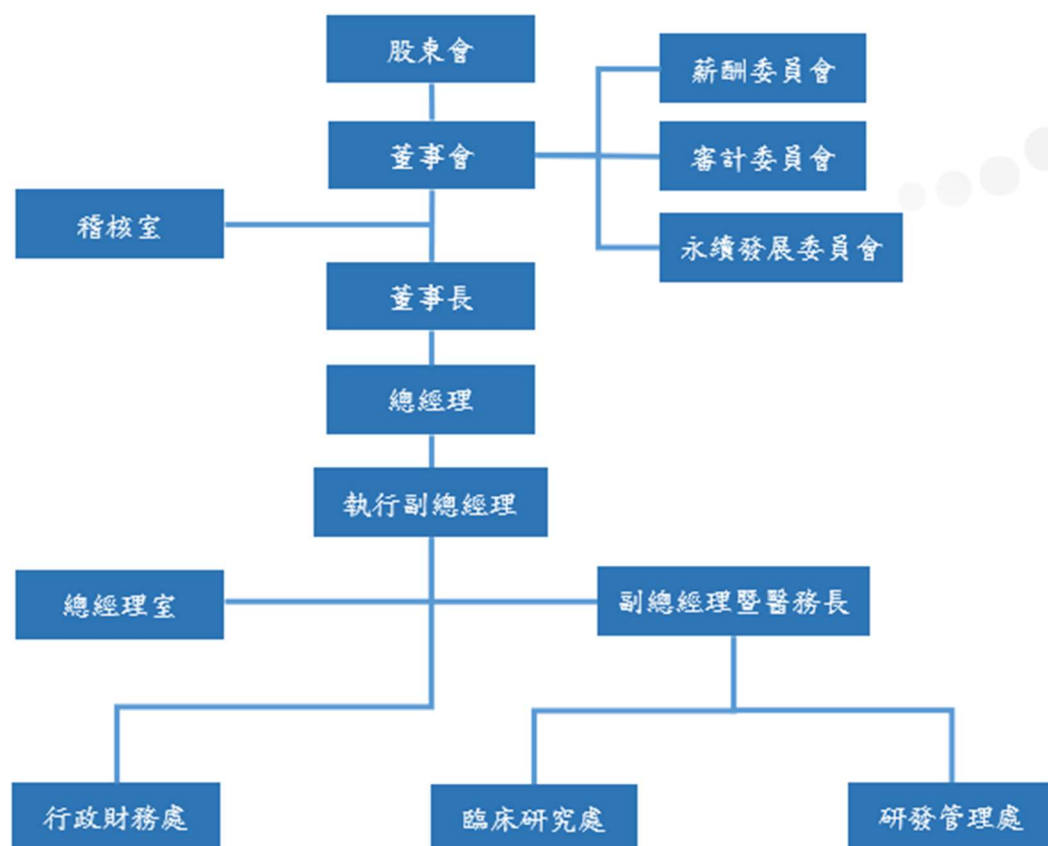 股東會
薪酬委員會
董事會
審計委員會
稽核室
永續發展委員會
董事長
總經理
執行副總經理
總經理室
副總經理暨醫務長
行政財務處
臨床研究處
研發管理處